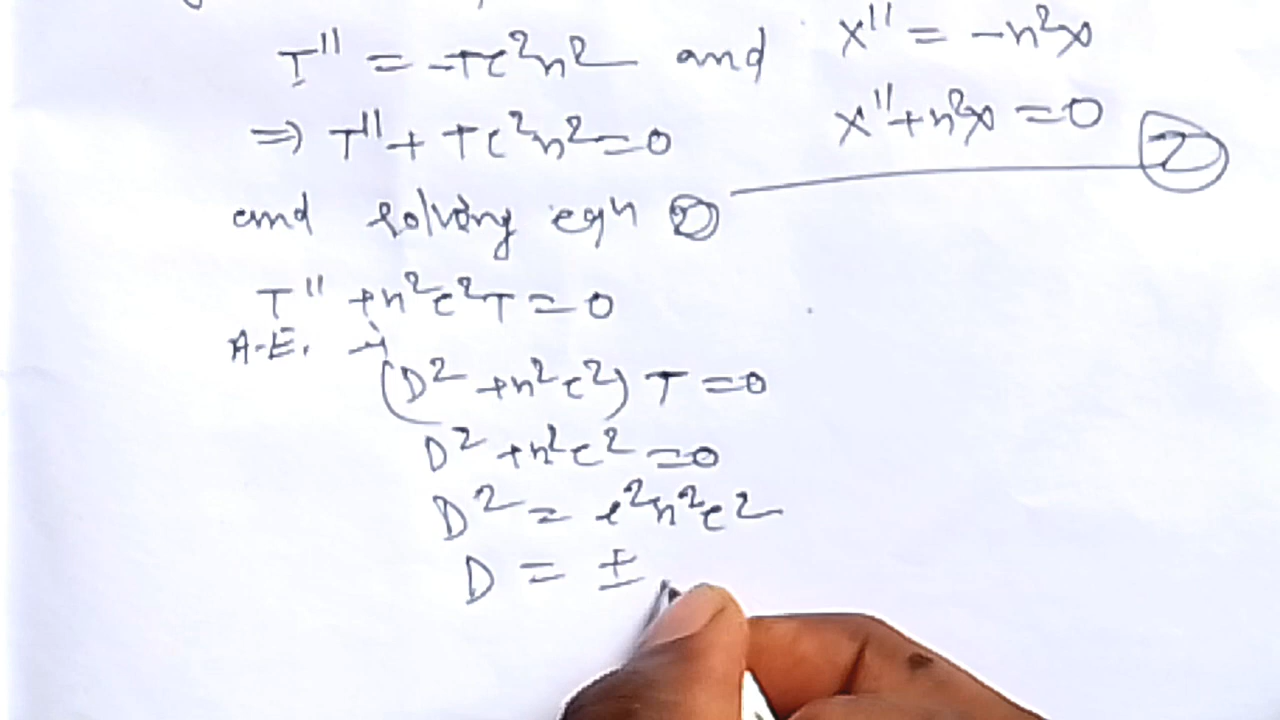 T'' = -Tc²n² and x'' = -n²x
⇒ T'' + Tc²n² = 0 x'' + n²x = 0 ②
and solving eqn ②
T'' + n²c²T = 0
A.E. is
(D² + n²c²) T = 0
D² + n²c² = 0
D² = i²n²c²
D = ±